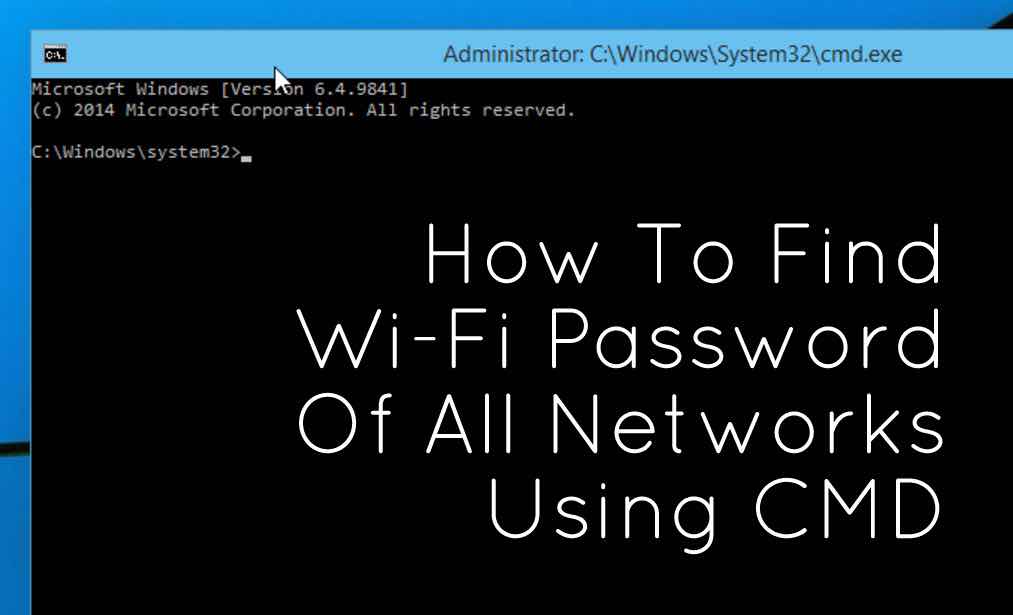 Administrator: C:\Windows\System32\cmd.exe
Microsoft Windows [Version 6.4.9841]
(c) 2014 Microsoft Corporation. All rights reserved.
C:\Windows\system32>
How To Find
Wi-Fi Password
Of All Networks
Using CMD